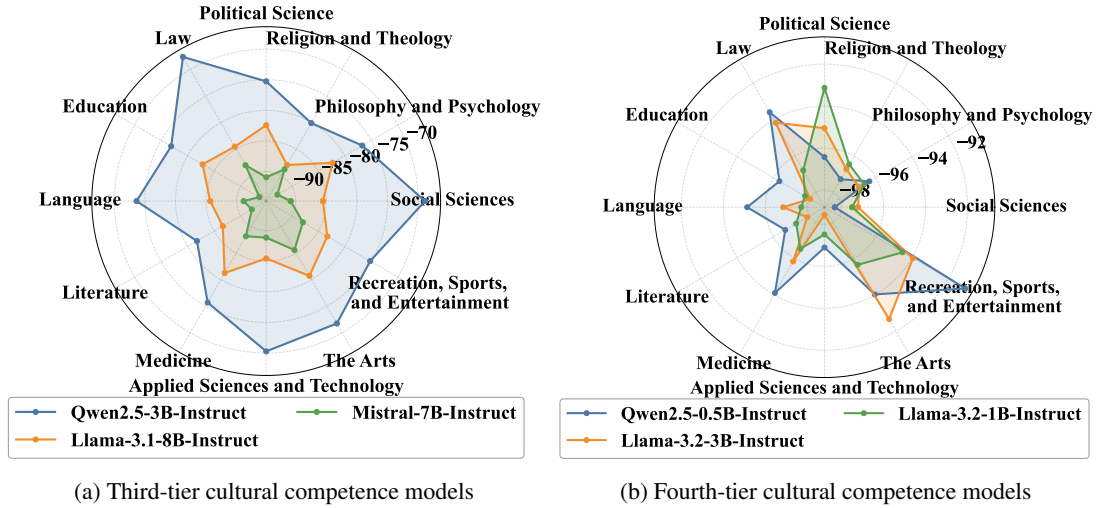 Political Science
Law
Religion and Theology
Education
Philosophy and Psychology
−70
−75
−80
−85
−90
Language
Social Sciences
Literature
Recreation, Sports,
and Entertainment
Medicine
The Arts
Applied Sciences and Technology
Qwen2.5-3B-Instruct
Mistral-7B-Instruct
Llama-3.1-8B-Instruct
(a) Third-tier cultural competence models
Political Science
Law
Religion and Theology
Education
Philosophy and Psychology
−92
−94
−96
−98
Language
Social Sciences
Literature
Recreation, Sports,
and Entertainment
Medicine
The Arts
Applied Sciences and Technology
Qwen2.5-0.5B-Instruct
Llama-3.2-1B-Instruct
Llama-3.2-3B-Instruct
(b) Fourth-tier cultural competence models